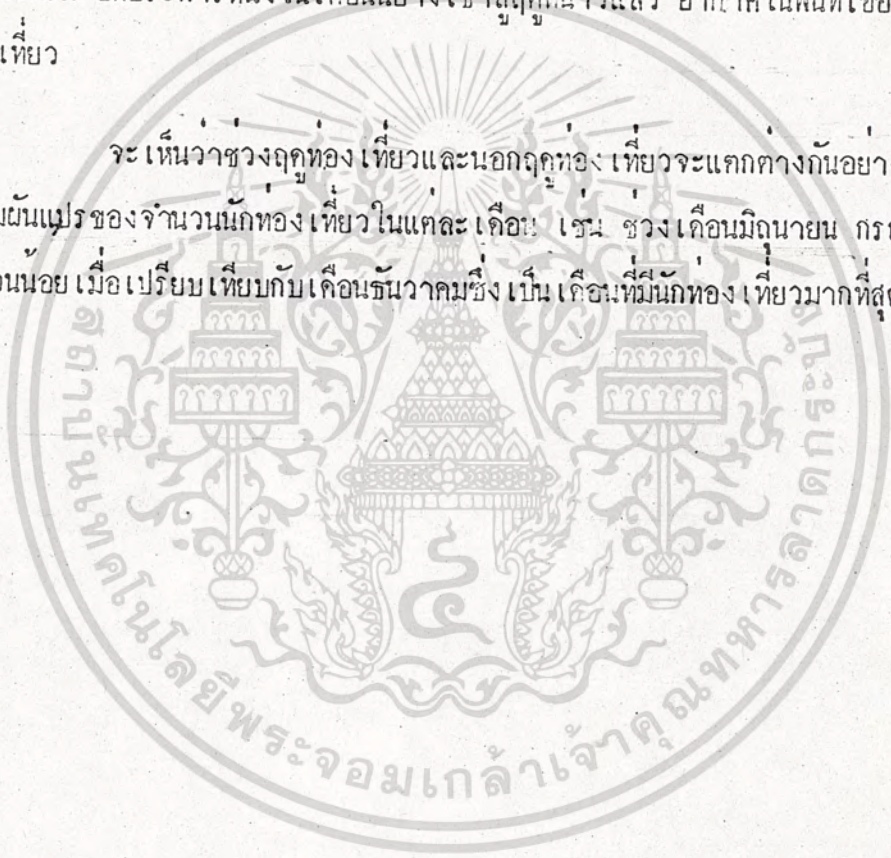 เที่ยว
จะเห็นว่าช่วงฤดูท่องเที่ยวและนอกฤดูท่องเที่ยวจะแตกต่างกันอย่า
ผันแปรของจำนวนนักท่องเที่ยวในแต่ละเดือน เช่น ช่วงเดือนมิถุนายน
น้อยเมื่อเปรียบเทียบกับเดือนธันวาคมซึ่งเป็นเดือนที่มีนักท่องเที่ยวมากที่สุ
สถาบันเทคโนโลยีพระจอมเกล้าเจ้าคุณทหารลาดกระบัง
๔